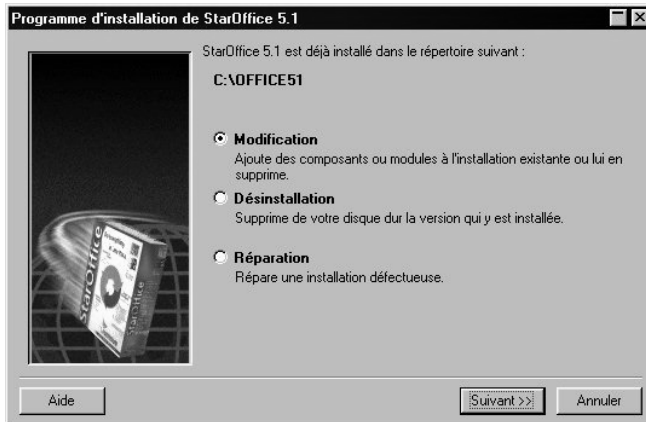 Programme d'installation de StarOffice 5.1
StarOffice 5.1 est déjà installé dans le répertoire suivant :
C:\OFFICE51
Modification
Ajoute des composants ou modules à l'installation existante ou lui en
supprime.
Désinstallation
Supprime de votre disque dur la version qui y est installée.
Réparation
Répare une installation défectueuse.
StarOffice
StarOffice
Aide
Suivant >>
Annuler